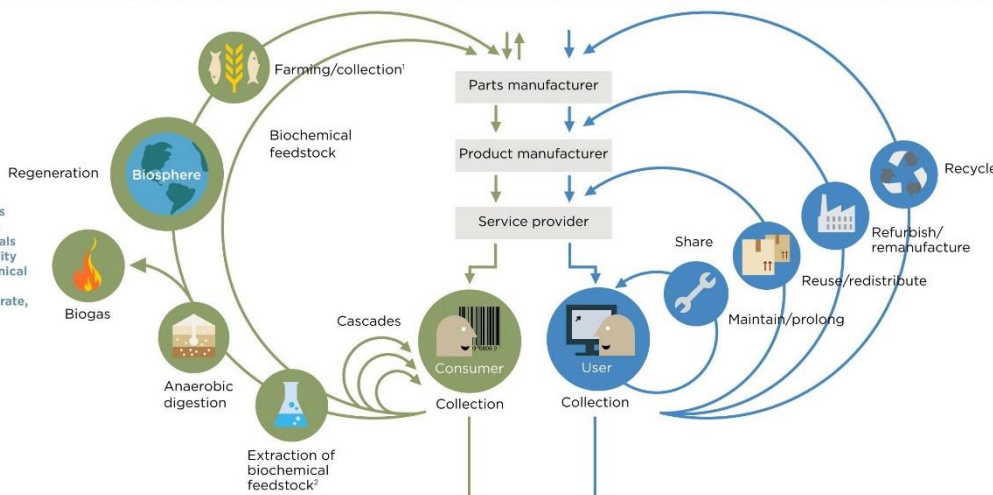 Farming/collection¹
Biochemical
feedstock
Regeneration
Biosphere
Biogas
Anaerobic
digestion
Extraction of
biochemical
feedstock²
Cascades
Consumer
Collection
Parts manufacturer
Product manufacturer
Service provider
User
Collection
Share
Maintain/prolong
Reuse/redistribute
Refurbish/
remanufacture
Recycle